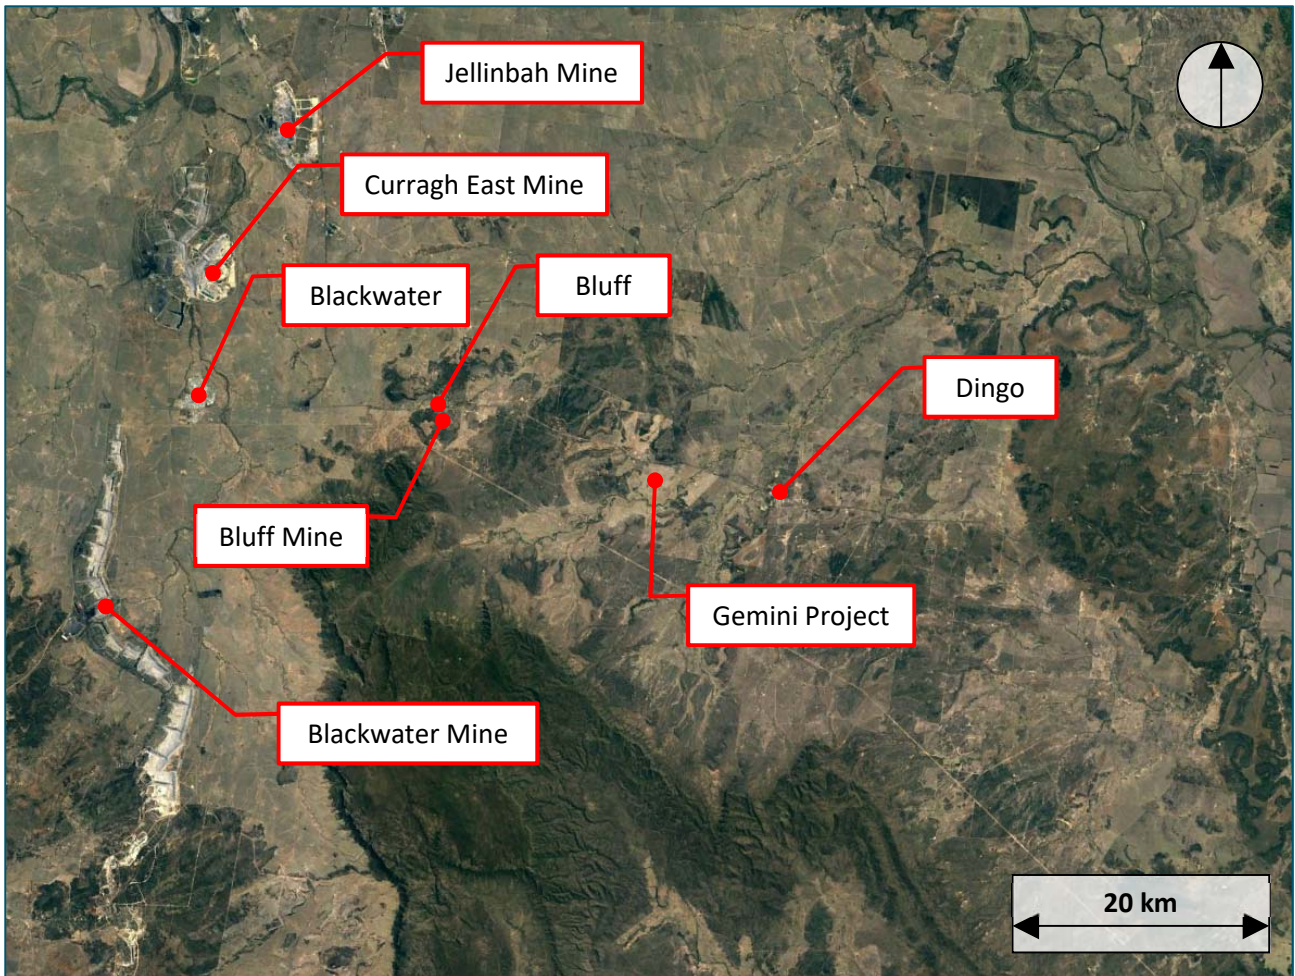 Jellinbah Mine
Curragh East Mine
Blackwater
Bluff
Dingo
Bluff Mine
Gemini Project
Blackwater Mine
20 km